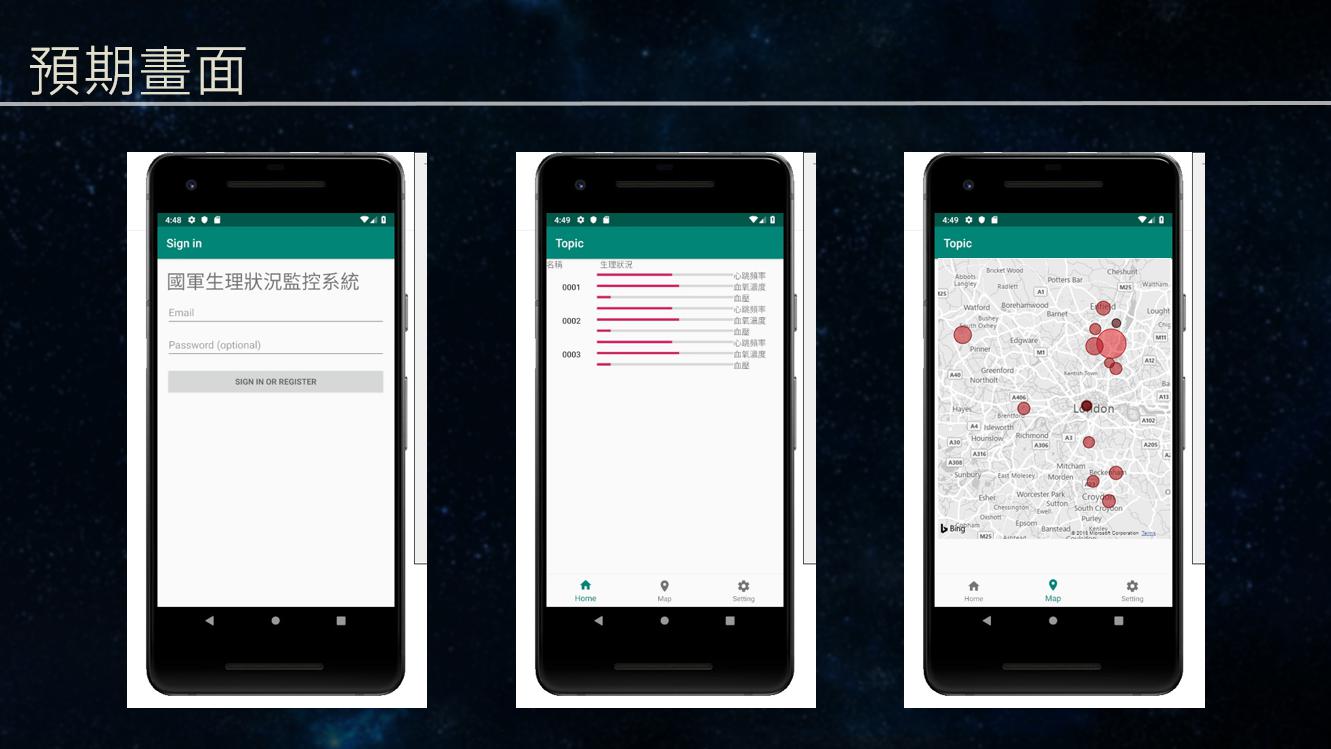 預期畫面
4:48
Sign in
國軍生理狀況監控系統
Email
Password (optional)
SIGN IN OR REGISTER
4:49
Topic
名稱 生理狀況
心跳頻率
0001 血氧濃度
血壓
心跳頻率
0002 血氧濃度
血壓
心跳頻率
0003 血氧濃度
血壓
Home Map Setting
4:49
Topic
Bricket Wood
Cheshunt
Abbots Langley
Potters Bar
Radlett
M25
Waltham
M25
A1
Watford
Borehamwood
Enfield
Barnet
Lought
Bushey
South Oxhey
Edgware
M11
Pinner
M1
A12
Greenford
A40
Kentish Town
Northolt
A406
A13
Hayes
Brentford
London
A4
Isleworth
A30
Hounslow
Richmond
A3
A205
A306
A316
A308
Mitcham
Sunbury
East Molesey
Morden
Beckenham
Esher
Worcester Park
Croydon
Chessington
Sutton
South Croydon
Oxshott
Ewell
Purley
Cobham
Epsom
Banstead
Kenley
M25
Ashtead
Bing
© 2016 Microsoft Corporation Terms
Home Map Setting